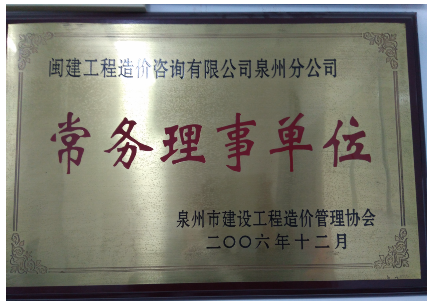 闽建工程造价咨询有限公司泉州分公司
常务理事单位
泉州市建设工程造价管理协会
二〇〇六年十二月